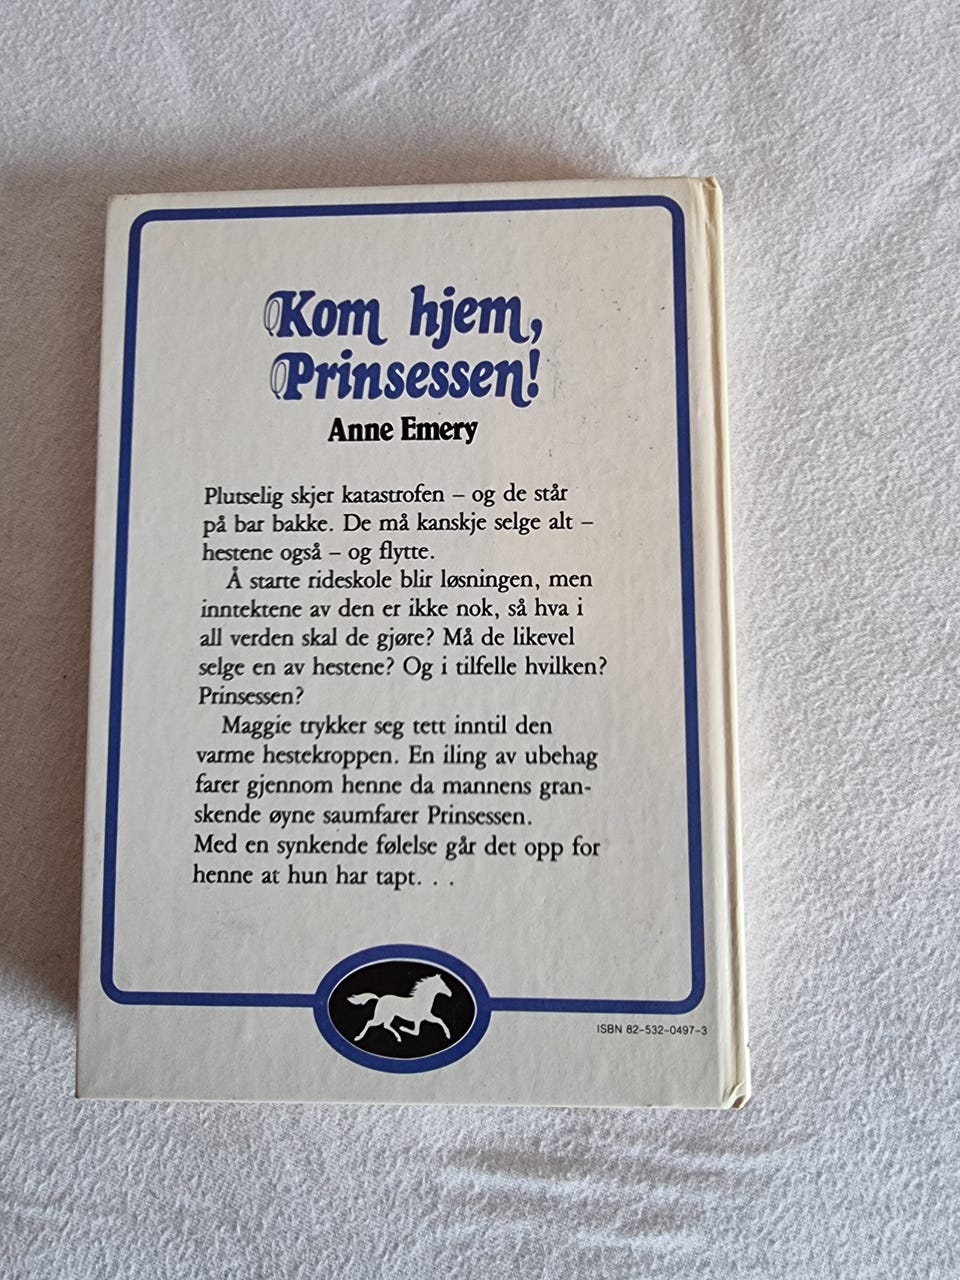 Kom hjem,
Prinsessen!
Anne Emery
Plutselig skjer katastrofen – og de står
på bar bakke. De må kanskje selge alt –
hestene også – og flytte.
Å starte rideskole blir løsningen, men
inntektene av den er ikke nok, så hva i
all verden skal de gjøre? Må de likevel
selge en av hestene? Og i tilfelle hvilken?
Prinsessen?
Maggie trykker seg tett inntil den
varme hestekroppen. En iling av ubehag
farer gjennom henne da mannens gran-
skende øyne saumfarer Prinsessen.
Med en synkende følelse går det opp for
henne at hun har tapt. . .
ISBN 82-532-0497-3